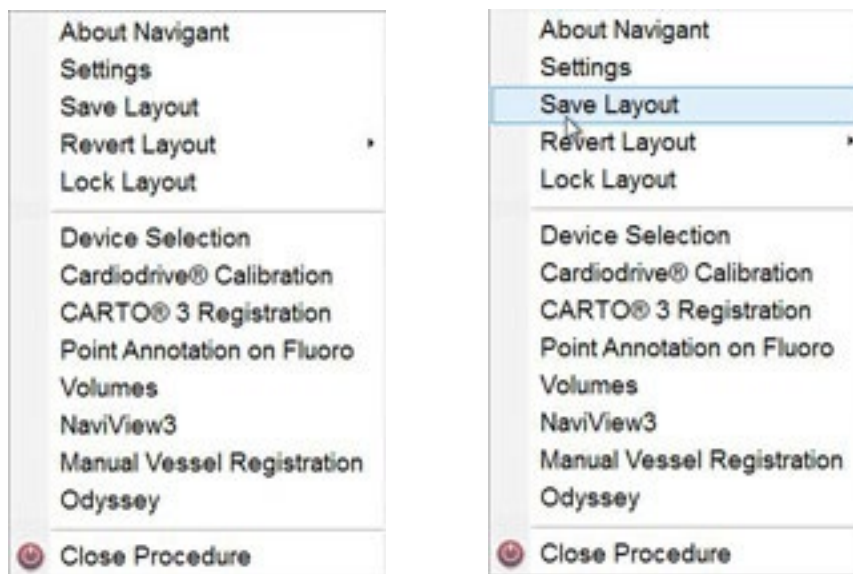 About Navigant
Settings
Save Layout
Revert Layout
Lock Layout
Device Selection
Cardiodrive® Calibration
CARTO® 3 Registration
Point Annotation on Fluoro
Volumes
NaviView3
Manual Vessel Registration
Odyssey
Close Procedure
About Navigant
Settings
Save Layout
Revert Layout
Lock Layout
Device Selection
Cardiodrive® Calibration
CARTO® 3 Registration
Point Annotation on Fluoro
Volumes
NaviView3
Manual Vessel Registration
Odyssey
Close Procedure